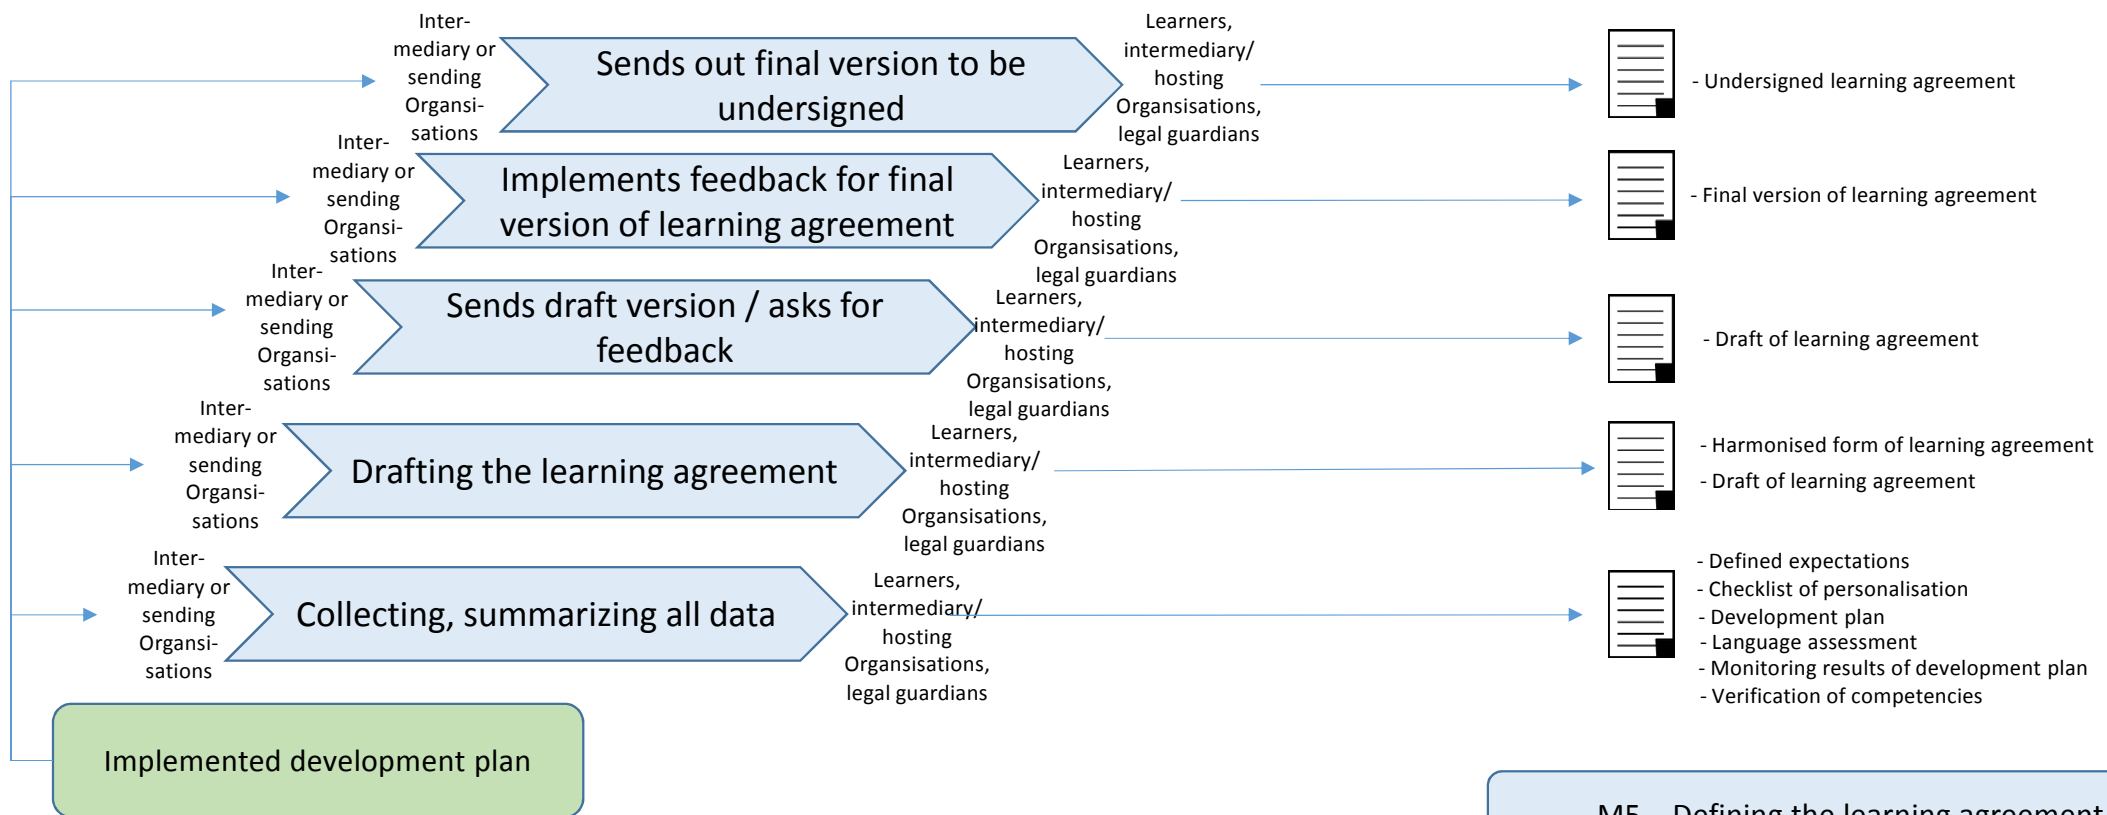 Inter-
mediary or
sending
Organsi-
sations
Sends out final version to be
undersigned
Learners,
intermediary/
hosting
Organsisations,
legal guardians
- Undersigned learning agreement
Inter-
mediary or
sending
Organsi-
sations
Implements feedback for final
version of learning agreement
Learners,
intermediary/
hosting
Organsisations,
legal guardians
- Final version of learning agreement
Inter-
mediary or
sending
Organsi-
sations
Sends draft version / asks for
feedback
Learners,
intermediary/
hosting
Organsisations,
legal guardians
- Draft of learning agreement
Inter-
mediary or
sending
Organsi-
sations
Drafting the learning agreement
Learners,
intermediary/
hosting
Organsisations,
legal guardians
- Harmonised form of learning agreement
- Draft of learning agreement
Inter-
mediary or
sending
Organsi-
sations
Collecting, summarizing all data
Learners,
intermediary/
hosting
Organsisations,
legal guardians
- Defined expectations
- Checklist of personalisation
- Development plan
- Language assessment
- Monitoring results of development plan
- Verification of competencies
Implemented development plan
M5 – Defining the learning agreement